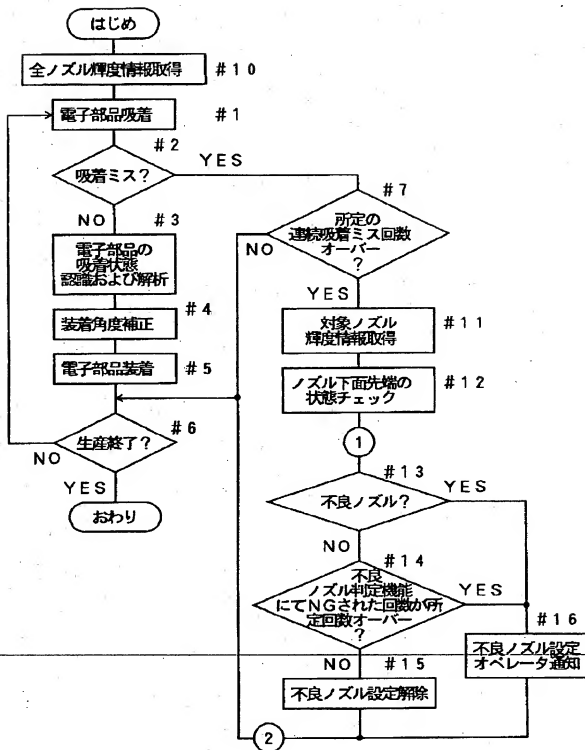 はじめ
全ノズル輝度情報取得
#10
電子部品吸着
#1
#2
吸着ミス?
YES
NO
#3
電子部品の
吸着状態
認識および解析
#4
装着角度補正
電子部品装着
#5
#6
生産終了?
NO
YES
おわり
#7
所定の
連続吸着ミス回数
オーバー
?
NO
YES
対象ノズル
輝度情報取得
#11
ノズル下面先端の
状態チェック
#12
1
#13
不良ノズル?
YES
NO
#14
不良
ノズル判定機能
にてNGされた回数が所
定回数オーバー
?
YES
#16
不良ノズル設定
オペレータ通知
NO
#15
不良ノズル設定解除
2